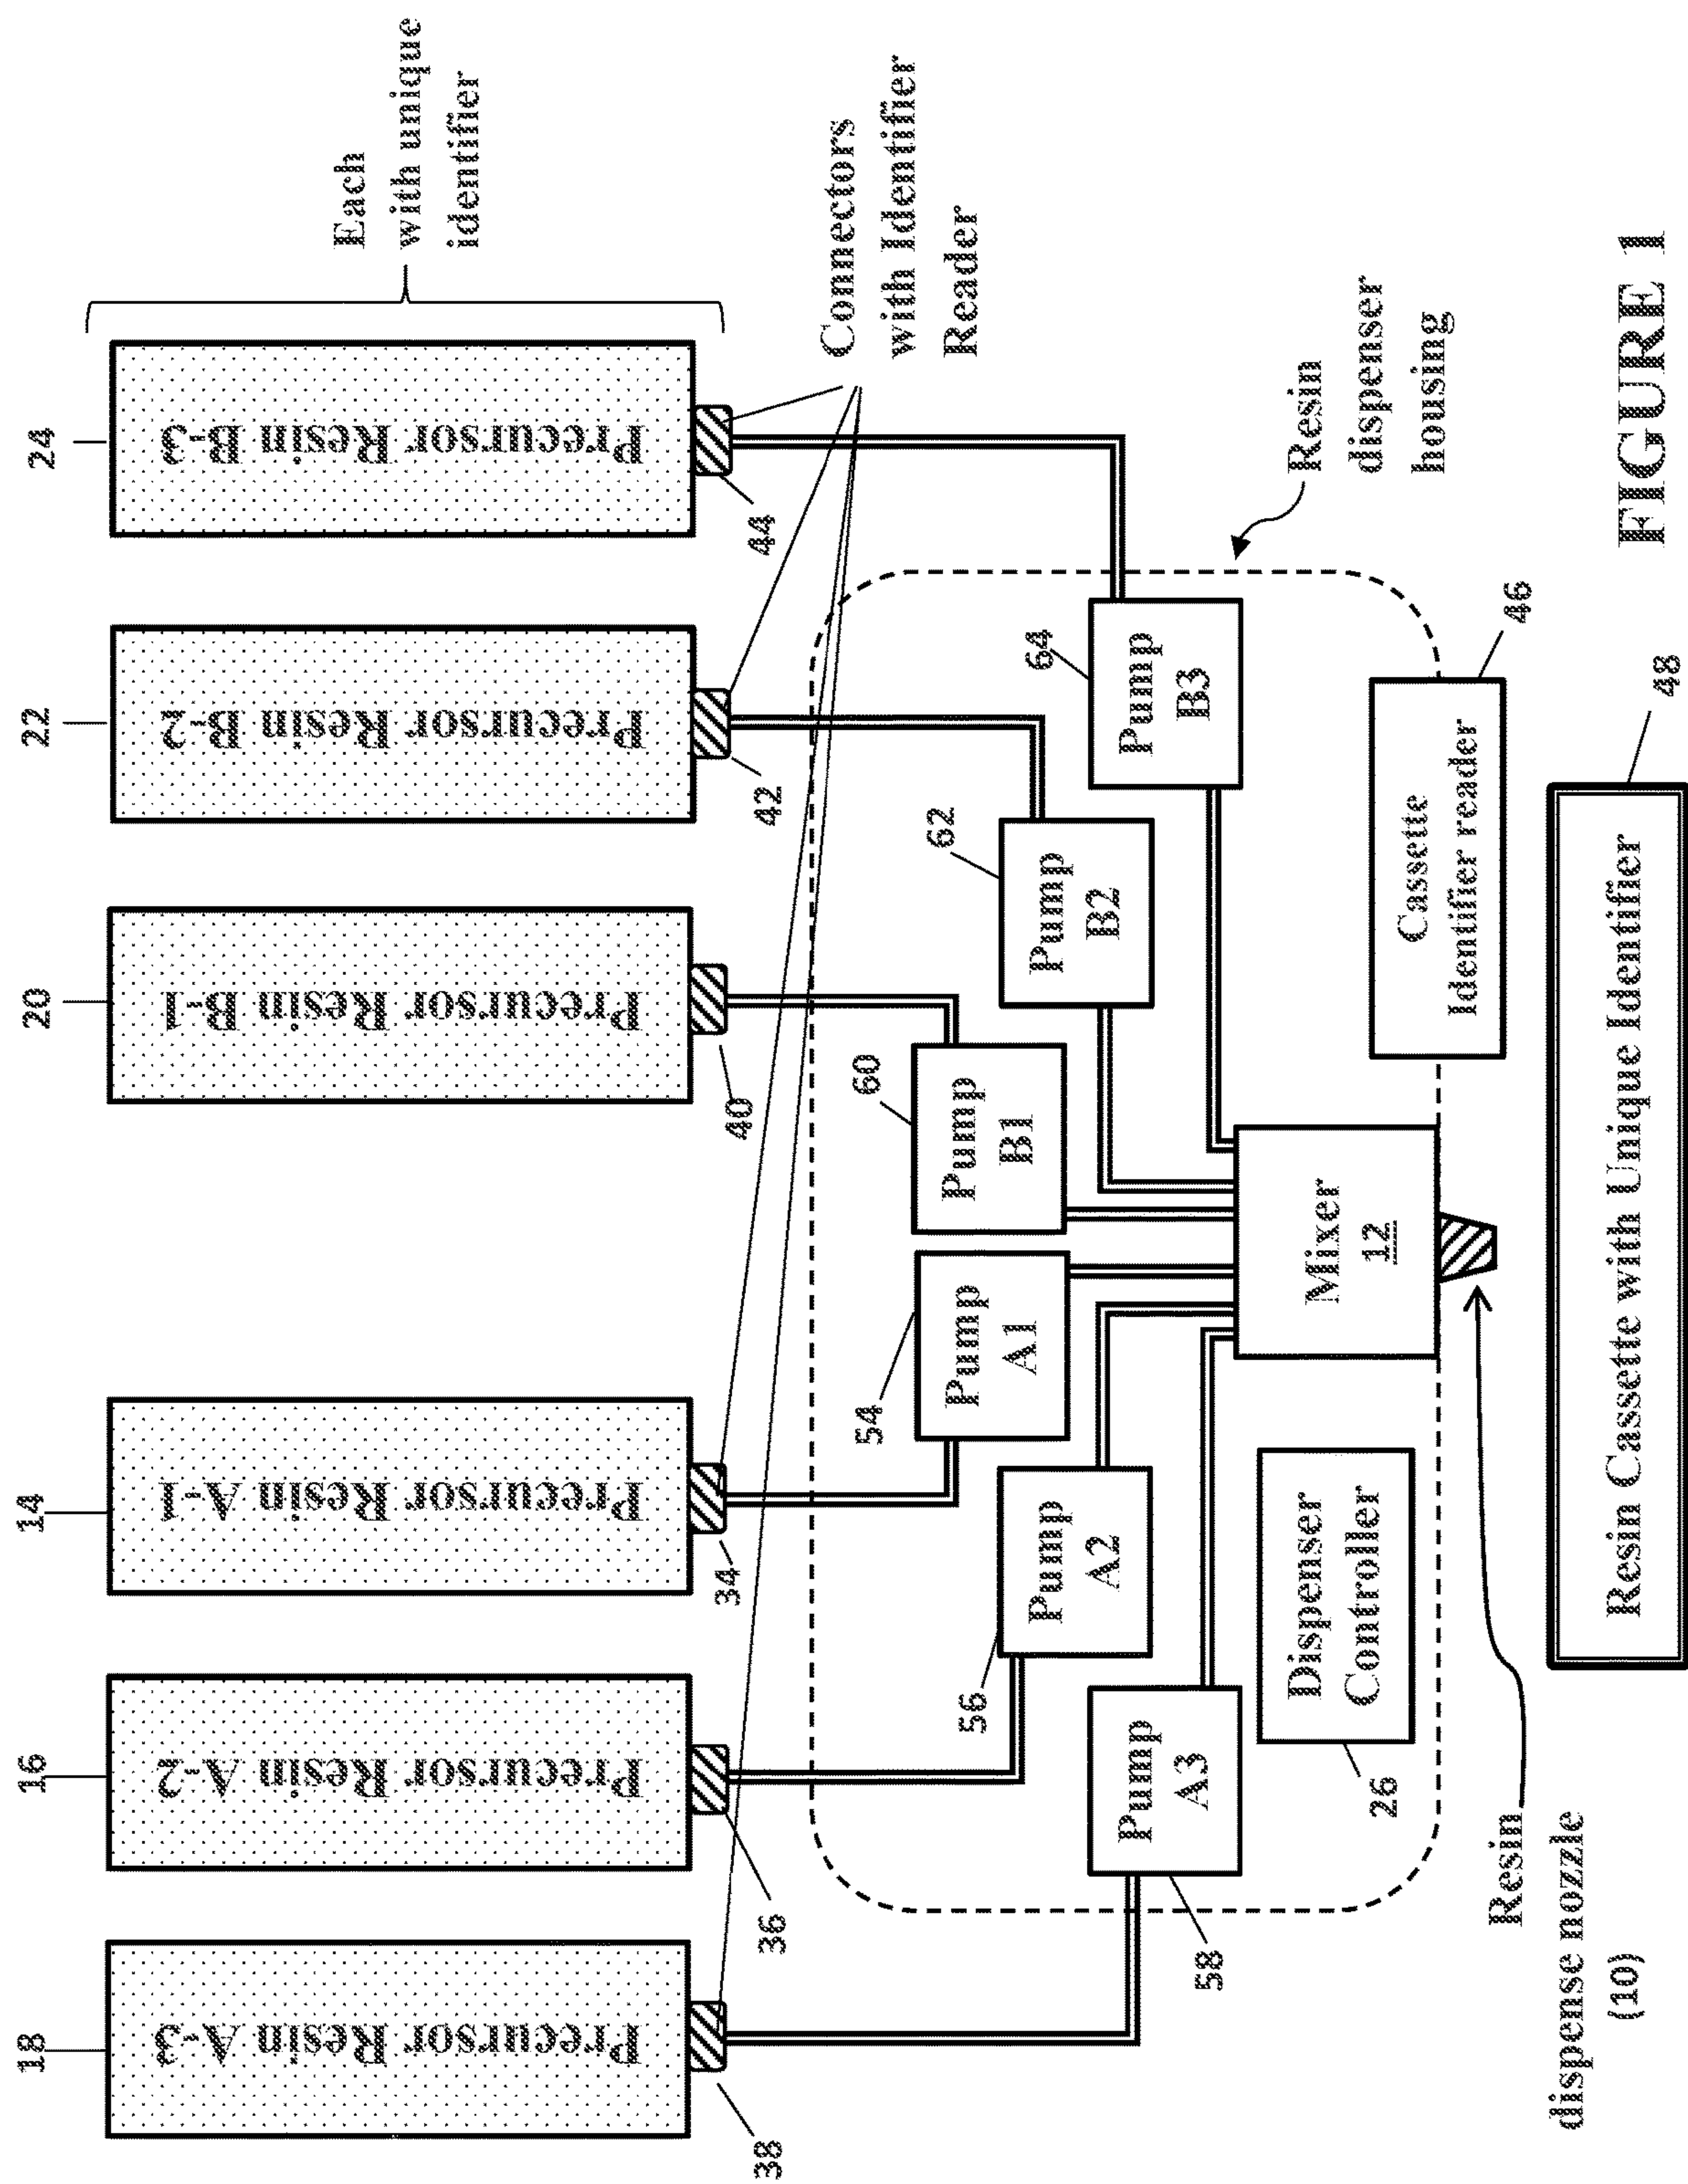 18
16
14
20
22
24
Precursor Resin A-3
Precursor Resin A-2
Precursor Resin A-1
Precursor Resin B-1
Precursor Resin B-2
Precursor Resin B-3
Each
with unique
identifier
38
36
34
40
42
44
Connectors
with Identifier
Reader
54
Pump
A1
60
Pump
B1
56
Pump
A2
62
Pump
B2
58
Pump
A3
64
Pump
B3
Resin
dispenser
housing
Mixer
12
26
Dispenser
Controller
Cassette
Identifier reader
46
Resin
dispense nozzle
(10)
Resin Cassette with Unique Identifier
48
FIGURE 1